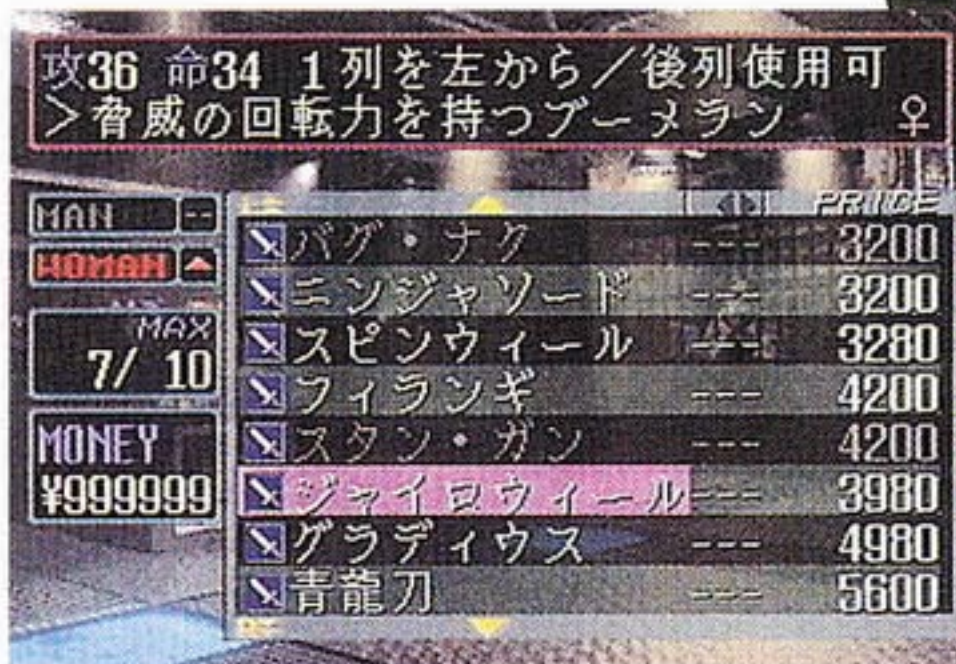 攻36 命34 1列を左から／後列使用可
＞脅威の回転力を持つブーメラン ♀
PRICE
MAN --
WOMAN
MAX
7/ 10
MONEY
¥999999
バグ・ナク --- 3200
ニンジャソード --- 3200
スピンウィール --- 3280
フィランギ --- 4200
スタン・ガン --- 4200
ジャイロウィール --- 3980
グラディウス --- 4980
青龍刀 --- 5600